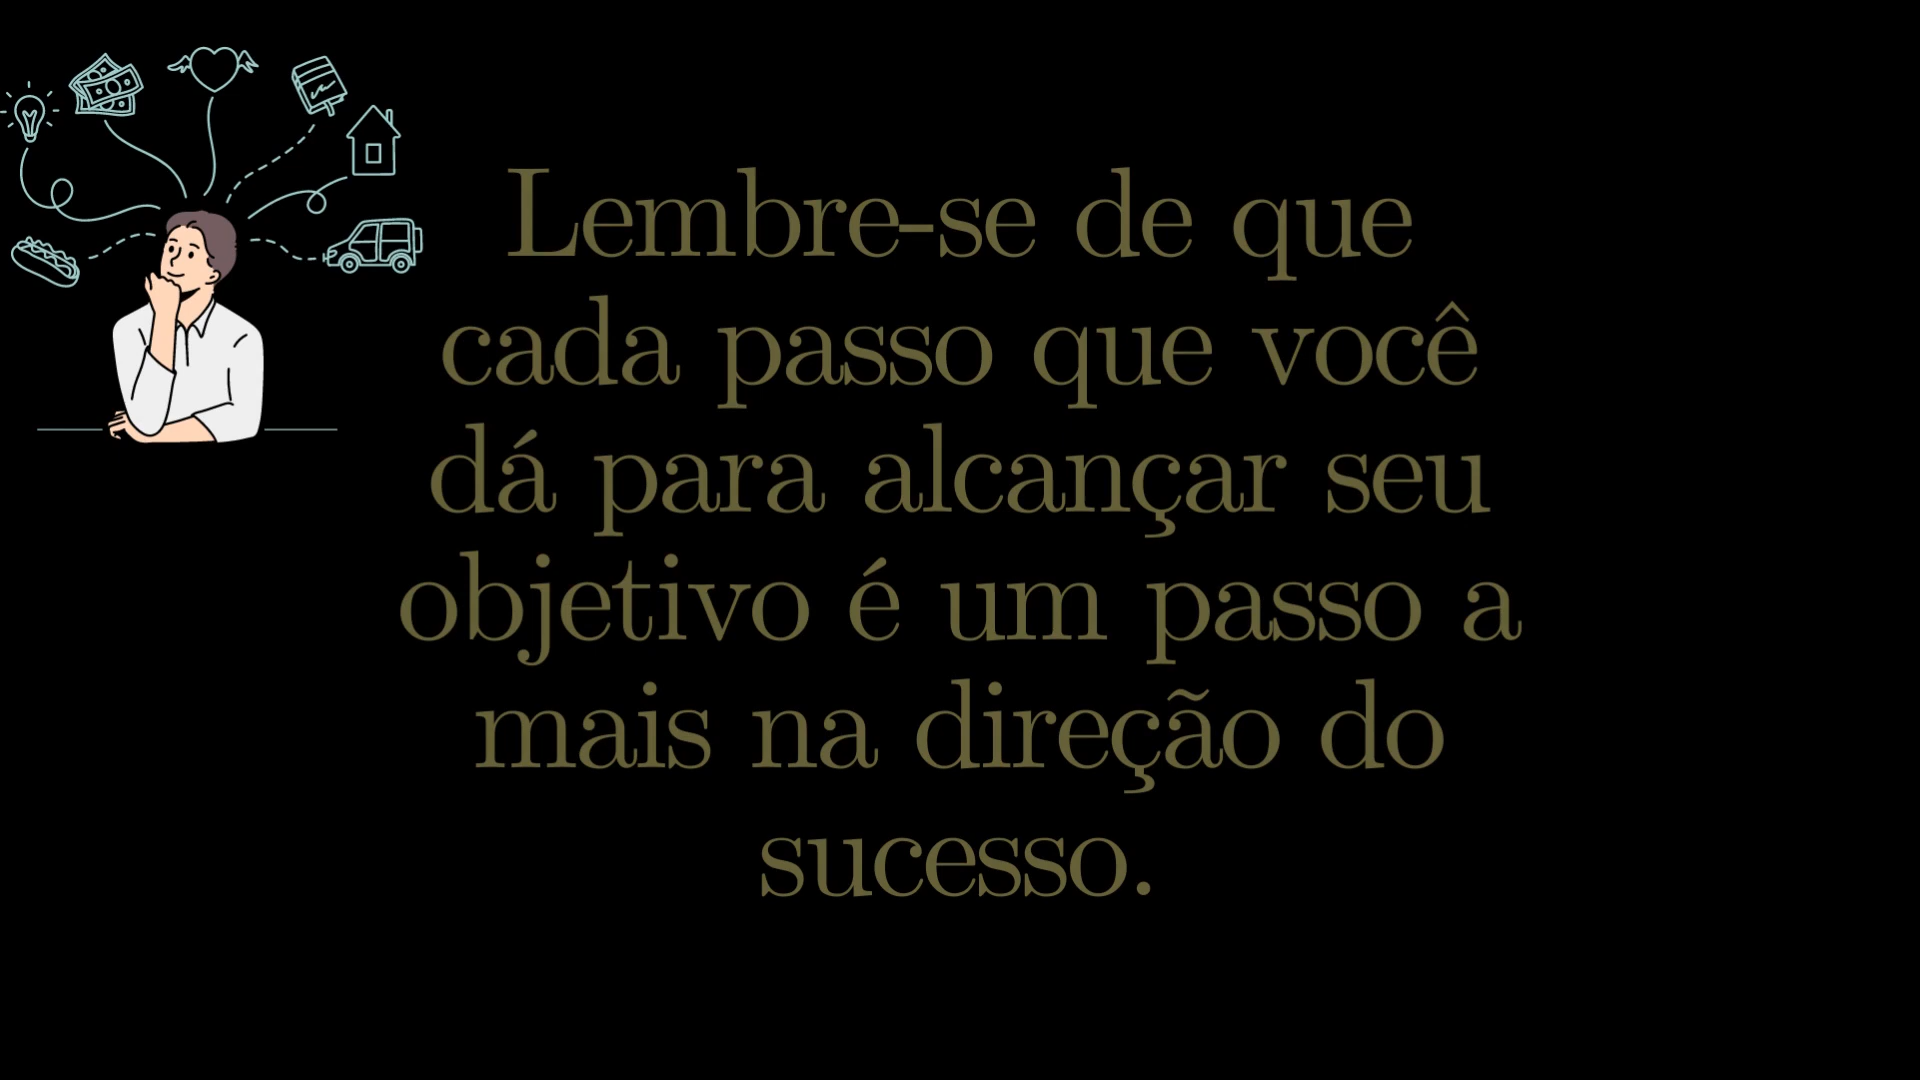 Lembre-se de que
cada passo que você
dá para alcançar seu
objetivo é um passo a
mais na direção do
sucesso.